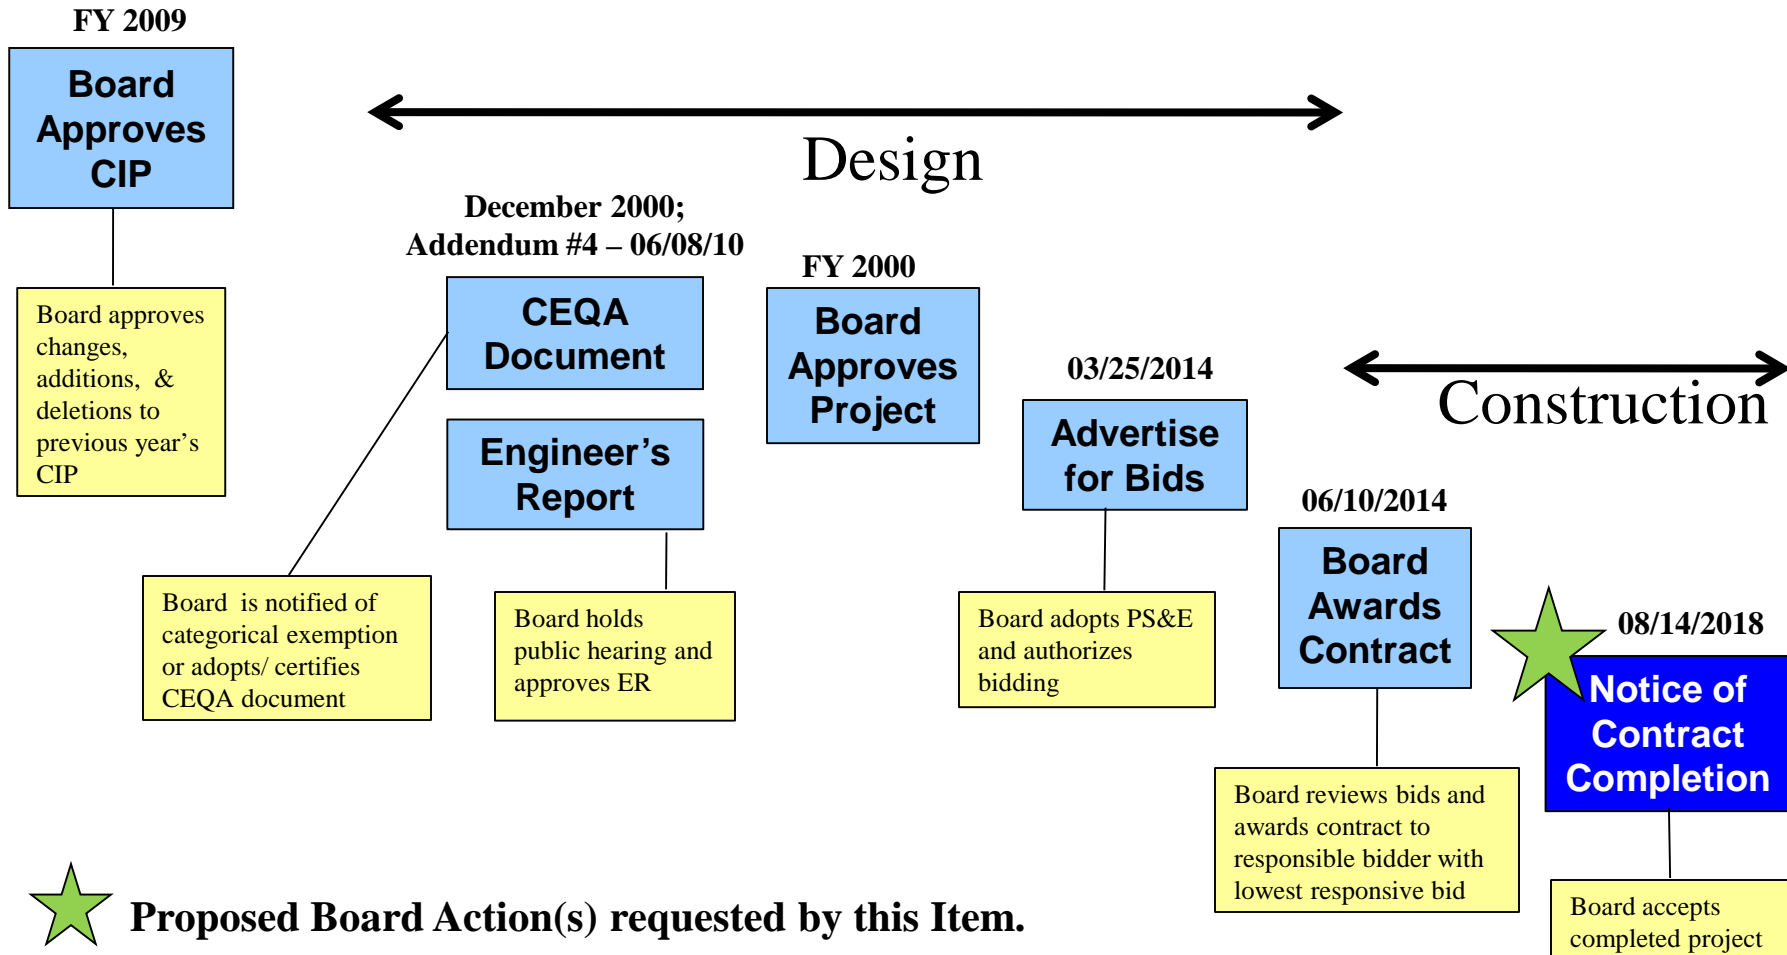 FY 2009
Board
Approves
CIP
Board approves
changes,
additions, &
deletions to
previous year's
CIP
Design
December 2000;
Addendum #4 – 06/08/10
CEQA
Document
Engineer's
Report
Board is notified of
categorical exemption
or adopts/ certifies
CEQA document
Board holds
public hearing and
approves ER
FY 2000
Board
Approves
Project
03/25/2014
Advertise
for Bids
Board adopts PS&E
and authorizes
bidding
Construction
06/10/2014
Board
Awards
Contract
Board reviews bids and
awards contract to
responsible bidder with
lowest responsive bid
08/14/2018
Notice of
Contract
Completion
Board accepts
completed project
Proposed Board Action(s) requested by this Item.